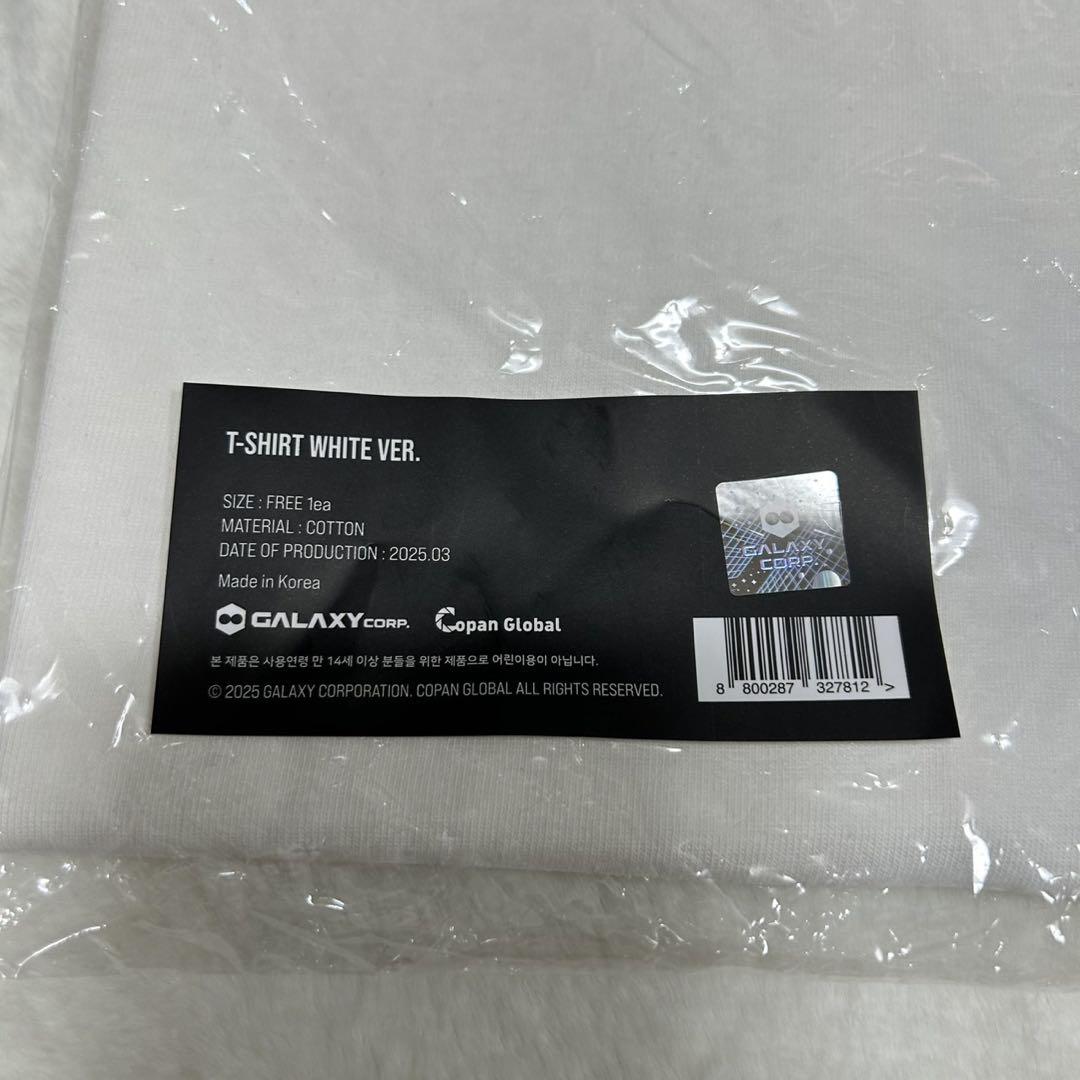 T-SHIRT WHITE VER.
SIZE : FREE 1ea
MATERIAL : COTTON
DATE OF PRODUCTION : 2025.03
Made in Korea
GALAXY CORP.
Copan Global
본 제품은 사용연령 만 14세 이상 분들을 위한 제품으로 어린이용이 아닙니다.
© 2025 GALAXY CORPORATION. COPAN GLOBAL ALL RIGHTS RESERVED.
GALAXY
CORP.
8 800287 327812 >